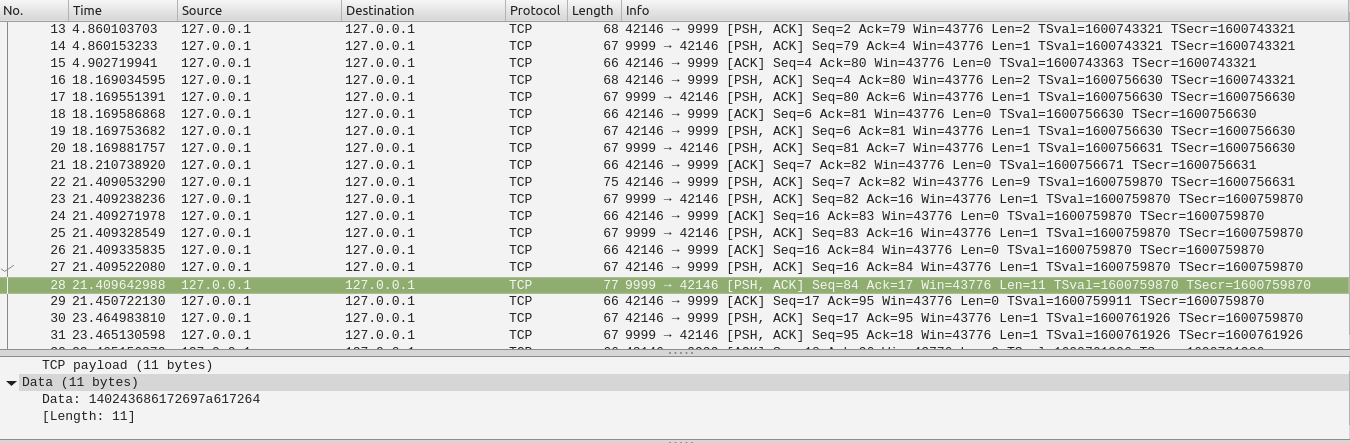 No. Time Source Destination Protocol Length Info
13 4.860103703 127.0.0.1 127.0.0.1 TCP 68 42146 → 9999 [PSH, ACK] Seq=2 Ack=79 Win=43776 Len=2 TSval=1600743321 TSecr=1600743321
14 4.860153233 127.0.0.1 127.0.0.1 TCP 67 9999 → 42146 [PSH, ACK] Seq=79 Ack=4 Win=43776 Len=1 TSval=1600743321 TSecr=1600743321
15 4.902719941 127.0.0.1 127.0.0.1 TCP 66 42146 → 9999 [ACK] Seq=4 Ack=80 Win=43776 Len=0 TSval=1600743363 TSecr=1600743321
16 18.169034595 127.0.0.1 127.0.0.1 TCP 68 42146 → 9999 [PSH, ACK] Seq=4 Ack=80 Win=43776 Len=2 TSval=1600756630 TSecr=1600743321
17 18.169551391 127.0.0.1 127.0.0.1 TCP 67 9999 → 42146 [PSH, ACK] Seq=80 Ack=6 Win=43776 Len=1 TSval=1600756630 TSecr=1600756630
18 18.169586868 127.0.0.1 127.0.0.1 TCP 66 42146 → 9999 [ACK] Seq=6 Ack=81 Win=43776 Len=0 TSval=1600756630 TSecr=1600756630
19 18.169753682 127.0.0.1 127.0.0.1 TCP 67 42146 → 9999 [PSH, ACK] Seq=6 Ack=81 Win=43776 Len=1 TSval=1600756630 TSecr=1600756630
20 18.169881757 127.0.0.1 127.0.0.1 TCP 67 9999 → 42146 [PSH, ACK] Seq=81 Ack=7 Win=43776 Len=1 TSval=1600756631 TSecr=1600756630
21 18.210738920 127.0.0.1 127.0.0.1 TCP 66 42146 → 9999 [ACK] Seq=7 Ack=82 Win=43776 Len=0 TSval=1600756671 TSecr=1600756631
22 21.409053290 127.0.0.1 127.0.0.1 TCP 75 42146 → 9999 [PSH, ACK] Seq=7 Ack=82 Win=43776 Len=9 TSval=1600759870 TSecr=1600756631
23 21.409238236 127.0.0.1 127.0.0.1 TCP 67 9999 → 42146 [PSH, ACK] Seq=82 Ack=16 Win=43776 Len=1 TSval=1600759870 TSecr=1600759870
24 21.409271978 127.0.0.1 127.0.0.1 TCP 66 42146 → 9999 [ACK] Seq=16 Ack=83 Win=43776 Len=0 TSval=1600759870 TSecr=1600759870
25 21.409328549 127.0.0.1 127.0.0.1 TCP 67 9999 → 42146 [PSH, ACK] Seq=83 Ack=16 Win=43776 Len=1 TSval=1600759870 TSecr=1600759870
26 21.409335835 127.0.0.1 127.0.0.1 TCP 66 42146 → 9999 [ACK] Seq=16 Ack=84 Win=43776 Len=0 TSval=1600759870 TSecr=1600759870
27 21.409522080 127.0.0.1 127.0.0.1 TCP 67 42146 → 9999 [PSH, ACK] Seq=16 Ack=84 Win=43776 Len=1 TSval=1600759870 TSecr=1600759870
28 21.409642988 127.0.0.1 127.0.0.1 TCP 77 9999 → 42146 [PSH, ACK] Seq=84 Ack=17 Win=43776 Len=11 TSval=1600759870 TSecr=1600759870
29 21.450722130 127.0.0.1 127.0.0.1 TCP 66 42146 → 9999 [ACK] Seq=17 Ack=95 Win=43776 Len=0 TSval=1600759911 TSecr=1600759870
30 23.464983810 127.0.0.1 127.0.0.1 TCP 67 42146 → 9999 [PSH, ACK] Seq=17 Ack=95 Win=43776 Len=1 TSval=1600761926 TSecr=1600759870
31 23.465130598 127.0.0.1 127.0.0.1 TCP 67 9999 → 42146 [PSH, ACK] Seq=95 Ack=18 Win=43776 Len=1 TSval=1600761926 TSecr=1600761926
TCP payload (11 bytes)
Data (11 bytes)
Data: 140243686172697a617264
[Length: 11]